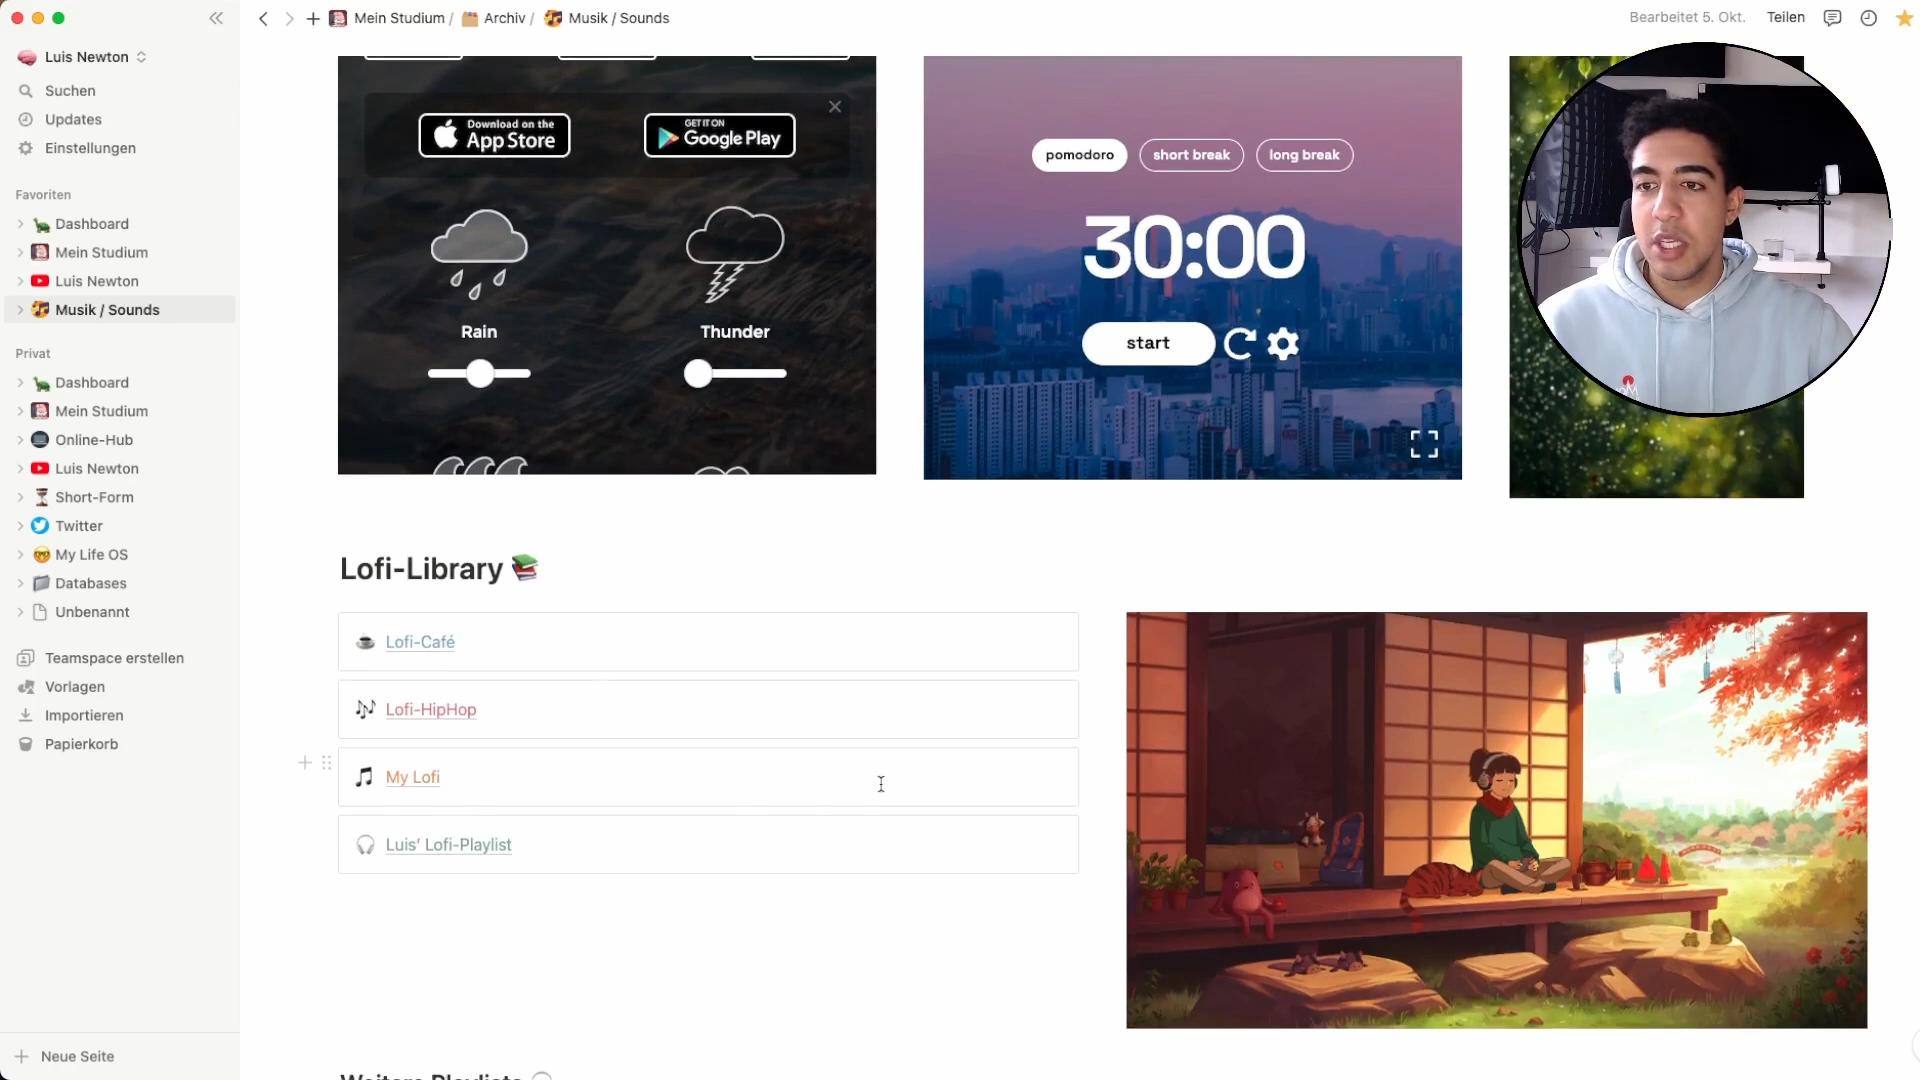 Mein Studium / Archiv / Musik / Sounds
Bearbeitet 5. Okt.
Teilen
Luis Newton
Suchen
Updates
Einstellungen
Favoriten
Dashboard
Mein Studium
Luis Newton
Musik / Sounds
Privat
Dashboard
Mein Studium
Online-Hub
Luis Newton
Short-Form
Twitter
My Life OS
Databases
Unbenannt
Teamspace erstellen
Vorlagen
Importieren
Papierkorb
Neue Seite
Download on the
App Store
GET IT ON
Google Play
Rain
Thunder
pomodoro
short break
long break
30:00
start
Lofi-Library
Lofi-Café
Lofi-HipHop
My Lofi
Luis’ Lofi-Playlist
Weitere Playlists